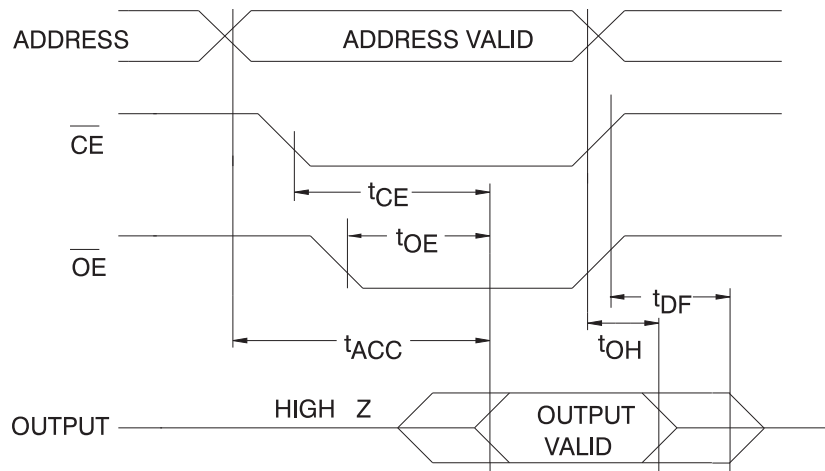 ADDRESS
ADDRESS VALID
CE
tCE
tOE
OE
tDF
tACC
tOH
HIGH Z
OUTPUT
OUTPUT
VALID